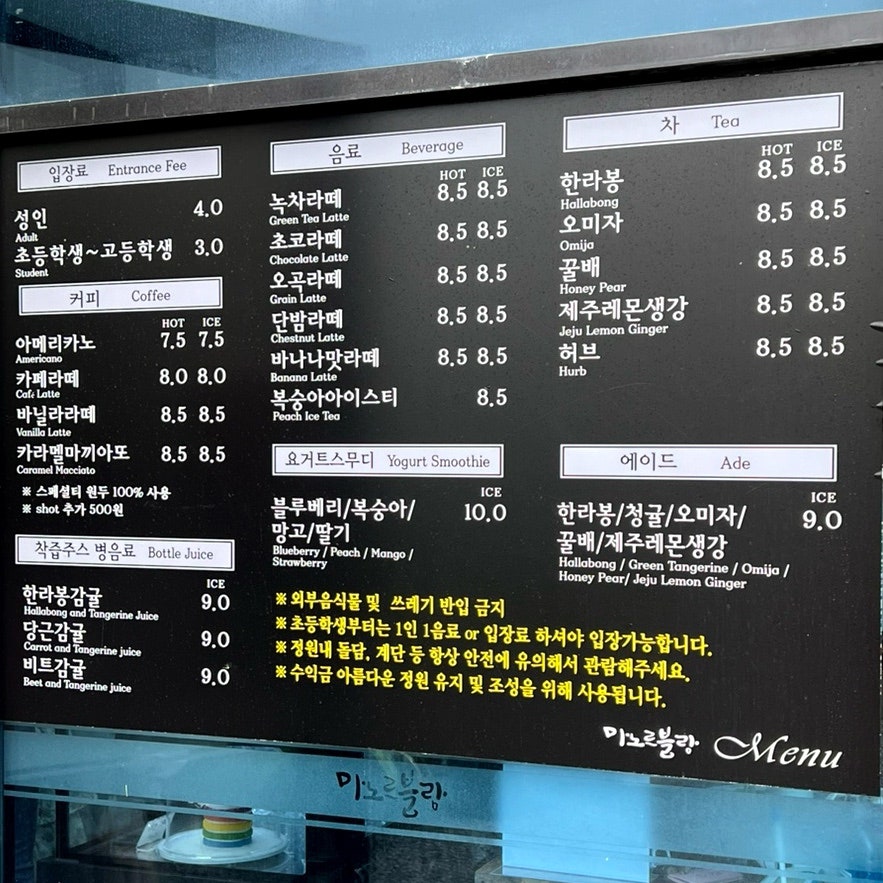 입장료 Entrance Fee
성인 4.0
Adult
초등학생~고등학생 3.0
Student
커피 Coffee
HOT ICE
아메리카노 7.5 7.5
Americano
카페라떼 8.0 8.0
Café Latte
바닐라라떼 8.5 8.5
Vanilla Latte
카라멜마끼아또 8.5 8.5
Caramel Macciato
※ 스페셜티 원두 100% 사용
※ shot 추가 500원
착즙주스 병음료 Bottle Juice
ICE
한라봉감귤 9.0
Hallabong and Tangerine Juice
당근감귤 9.0
Carrot and Tangerine juice
비트감귤 9.0
Beet and Tangerine juice
음료 Beverage
HOT ICE
녹차라떼 8.5 8.5
Green Tea Latte
초코라떼 8.5 8.5
Chocolate Latte
오곡라떼 8.5 8.5
Grain Latte
단밤라떼 8.5 8.5
Chestnut Latte
바나나맛라떼 8.5 8.5
Banana Latte
복숭아아이스티 8.5
Peach Ice Tea
요거트스무디 Yogurt Smoothie
ICE
블루베리/복숭아/ 10.0
망고/딸기
Blueberry / Peach / Mango /
Strawberry
차 Tea
HOT ICE
한라봉 8.5 8.5
Hallabong
오미자 8.5 8.5
Omija
꿀배 8.5 8.5
Honey Pear
제주레몬생강 8.5 8.5
Jeju Lemon Ginger
허브 8.5 8.5
Hurb
에이드 Ade
ICE
한라봉/청귤/오미자/ 9.0
꿀배/제주레몬생강
Hallabong / Green Tangerine / Omija /
Honey Pear/ Jeju Lemon Ginger
※ 외부음식물 및 쓰레기 반입 금지
※ 초등학생부터는 1인 1음료 or 입장료 하셔야 입장가능합니다.
※ 정원내 돌담, 계단 등 항상 안전에 유의해서 관람해주세요.
※ 수익금 아름다운 정원 유지 및 조성을 위해 사용됩니다.
미노르블랑 Menu
미노르블랑